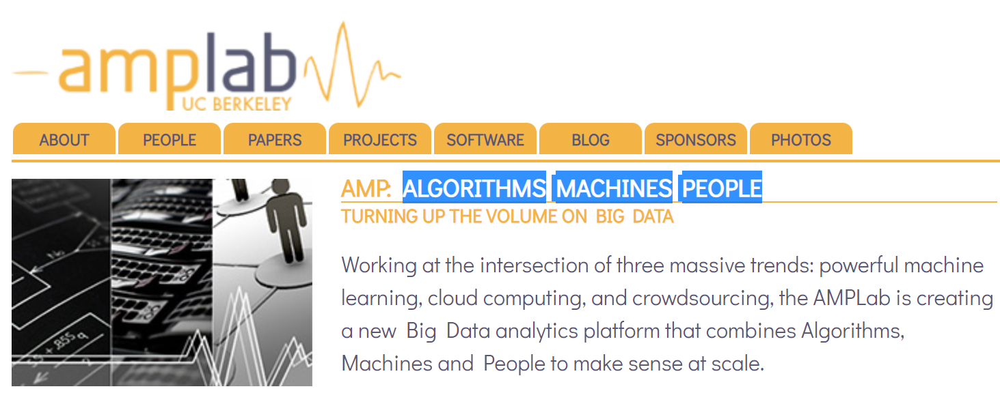 amplab
UC BERKELEY
ABOUT PEOPLE PAPERS PROJECTS SOFTWARE BLOG SPONSORS PHOTOS
AMP: ALGORITHMS MACHINES PEOPLE
TURNING UP THE VOLUME ON BIG DATA
Working at the intersection of three massive trends: powerful machine
learning, cloud computing, and crowdsourcing, the AMPLab is creating
a new Big Data analytics platform that combines Algorithms,
Machines and People to make sense at scale.
No